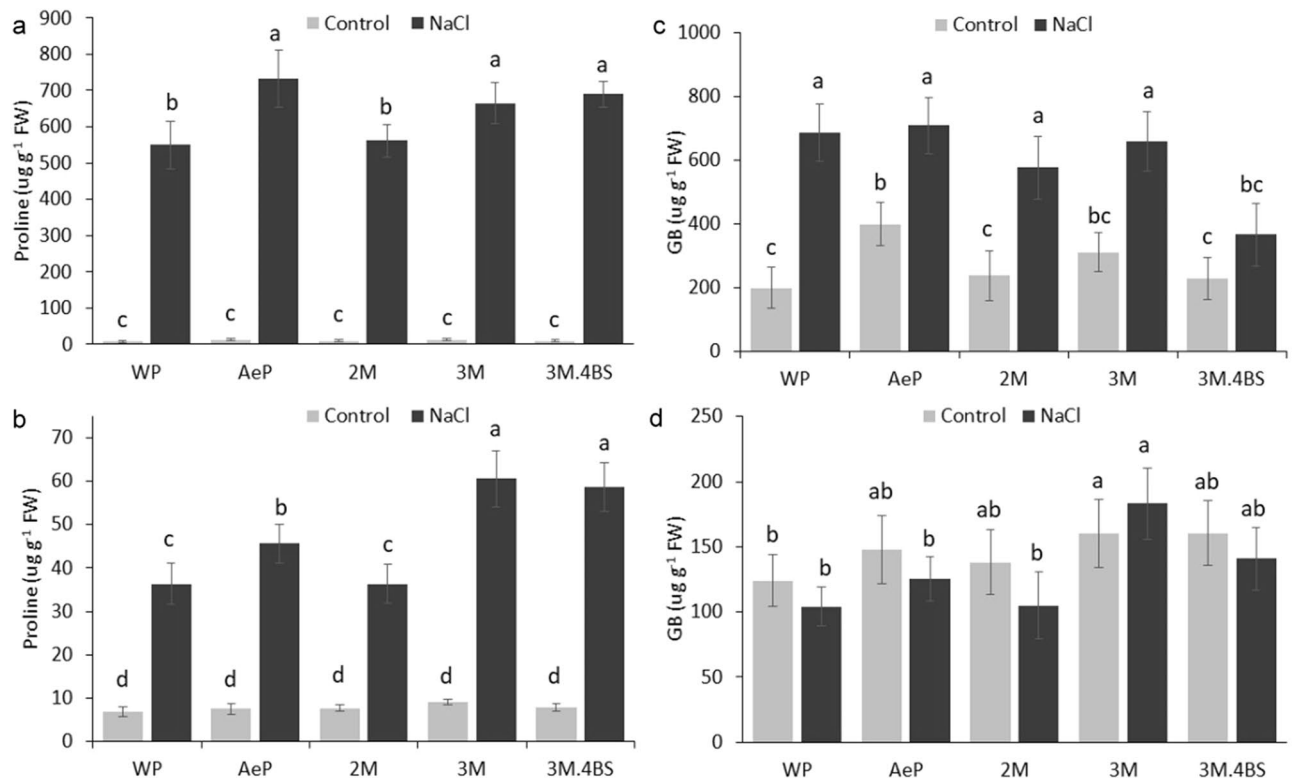 a
Control NaCl
Proline (ug g-1 FW)
900
800
700
600
500
400
300
200
100
0
c b c a c b c a c a
WP AeP 2M 3M 3M.4BS
c
Control NaCl
GB (ug g-1 FW)
1000
800
600
400
200
0
c a b a c a bc a c bc
WP AeP 2M 3M 3M.4BS
b
Control NaCl
Proline (ug g-1 FW)
70
60
50
40
30
20
10
0
d c d b d c d a d a
WP AeP 2M 3M 3M.4BS
d
Control NaCl
GB (ug g-1 FW)
250
200
150
100
50
0
b b ab b ab b a a ab ab
WP AeP 2M 3M 3M.4BS